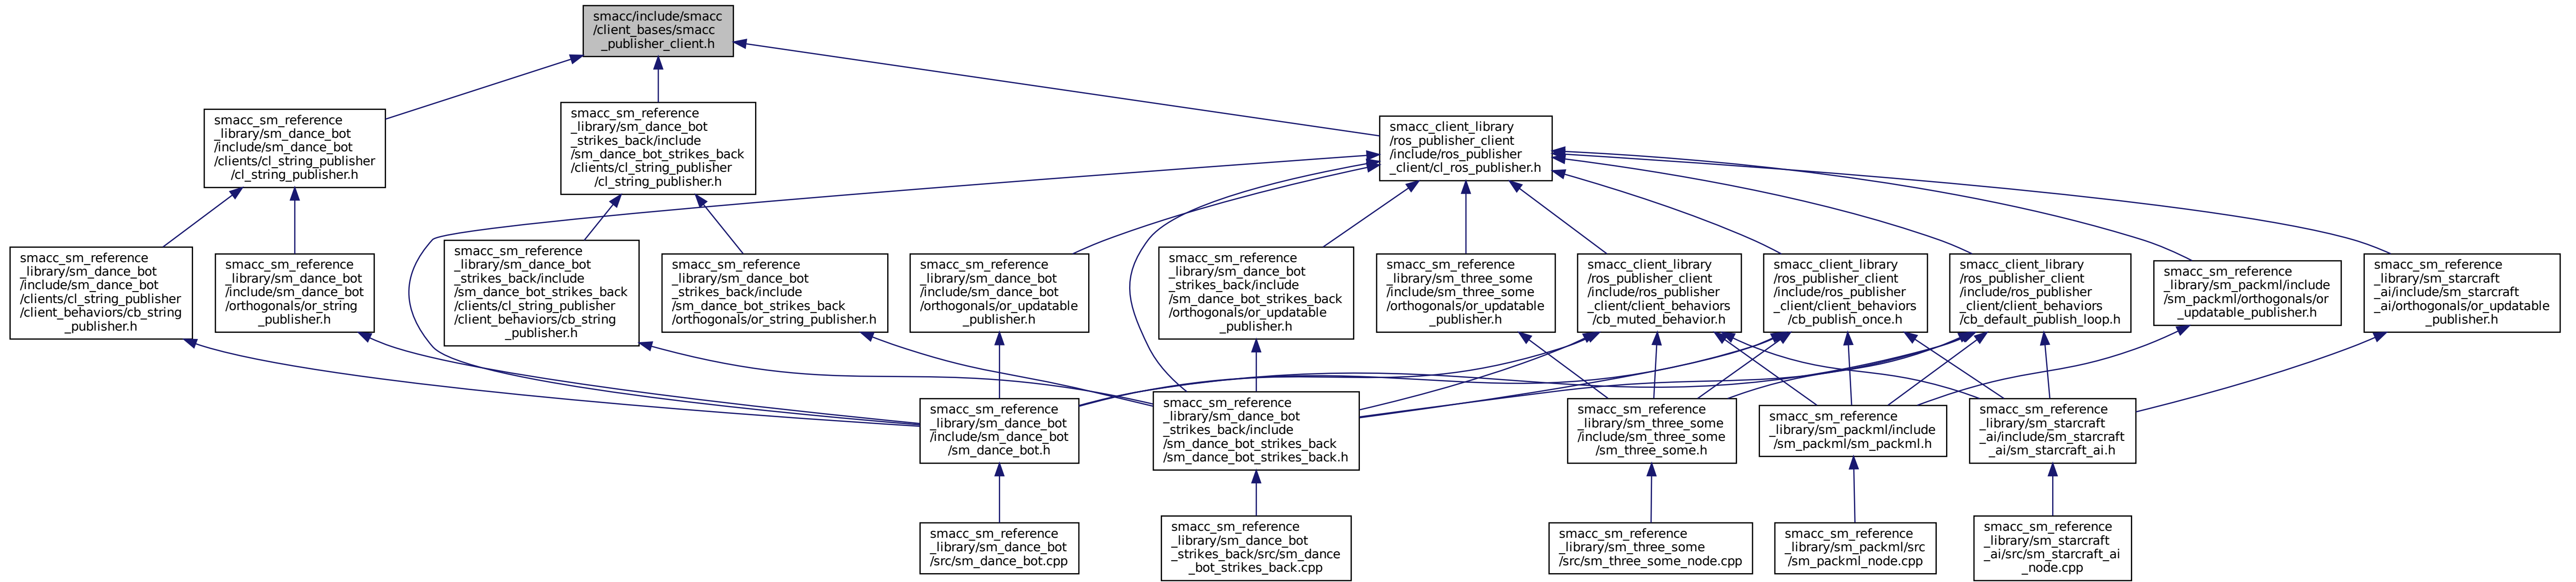 smacc/include/smacc
/client_bases/smacc
_publisher_client.h
smacc_sm_reference
_library/sm_dance_bot
/include/sm_dance_bot
/clients/cl_string_publisher
/cl_string_publisher.h
smacc_sm_reference
_library/sm_dance_bot
_strikes_back/include
/sm_dance_bot_strikes_back
/clients/cl_string_publisher
/cl_string_publisher.h
smacc_client_library
/ros_publisher_client
/include/ros_publisher
_client/cl_ros_publisher.h
smacc_sm_reference
_library/sm_dance_bot
/include/sm_dance_bot
/clients/cl_string_publisher
/client_behaviors/cb_string
_publisher.h
smacc_sm_reference
_library/sm_dance_bot
/include/sm_dance_bot
/orthogonals/or_string
_publisher.h
smacc_sm_reference
_library/sm_dance_bot
_strikes_back/include
/sm_dance_bot_strikes_back
/clients/cl_string_publisher
/client_behaviors/cb_string
_publisher.h
smacc_sm_reference
_library/sm_dance_bot
_strikes_back/include
/sm_dance_bot_strikes_back
/orthogonals/or_string_publisher.h
smacc_sm_reference
_library/sm_dance_bot
/include/sm_dance_bot
/orthogonals/or_updatable
_publisher.h
smacc_sm_reference
_library/sm_dance_bot
_strikes_back/include
/sm_dance_bot_strikes_back
/orthogonals/or_updatable
_publisher.h
smacc_sm_reference
_library/sm_three_some
/include/sm_three_some
/orthogonals/or_updatable
_publisher.h
smacc_client_library
/ros_publisher_client
/include/ros_publisher
_client/client_behaviors
/cb_muted_behavior.h
smacc_client_library
/ros_publisher_client
/include/ros_publisher
_client/client_behaviors
/cb_publish_once.h
smacc_client_library
/ros_publisher_client
/include/ros_publisher
_client/client_behaviors
/cb_default_publish_loop.h
smacc_sm_reference
_library/sm_packml/include
/sm_packml/orthogonals/or
_updatable_publisher.h
smacc_sm_reference
_library/sm_starcraft
_ai/include/sm_starcraft
_ai/orthogonals/or_updatable
_publisher.h
smacc_sm_reference
_library/sm_dance_bot
/include/sm_dance_bot
/sm_dance_bot.h
smacc_sm_reference
_library/sm_dance_bot
_strikes_back/include
/sm_dance_bot_strikes_back
/sm_dance_bot_strikes_back.h
smacc_sm_reference
_library/sm_three_some
/include/sm_three_some
/sm_three_some.h
smacc_sm_reference
_library/sm_packml/include
/sm_packml/sm_packml.h
smacc_sm_reference
_library/sm_starcraft
_ai/include/sm_starcraft
_ai/sm_starcraft_ai.h
smacc_sm_reference
_library/sm_dance_bot
/src/sm_dance_bot.cpp
smacc_sm_reference
_library/sm_dance_bot
_strikes_back/src/sm_dance
_bot_strikes_back.cpp
smacc_sm_reference
_library/sm_three_some
/src/sm_three_some_node.cpp
smacc_sm_reference
_library/sm_packml/src
/sm_packml_node.cpp
smacc_sm_reference
_library/sm_starcraft
_ai/src/sm_starcraft_ai
_node.cpp